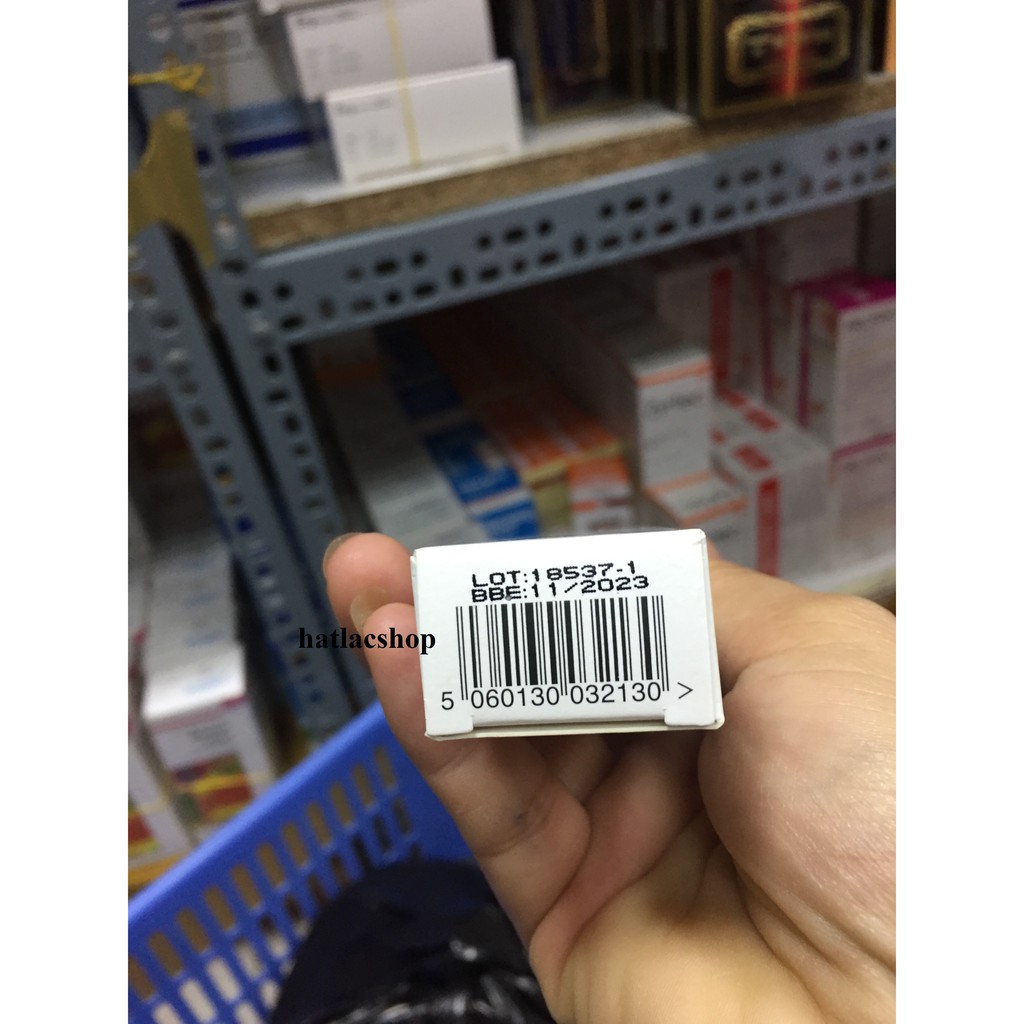 LOT:18537-1
BBE:11/2023
hatlacshop
5 060130 032130 >